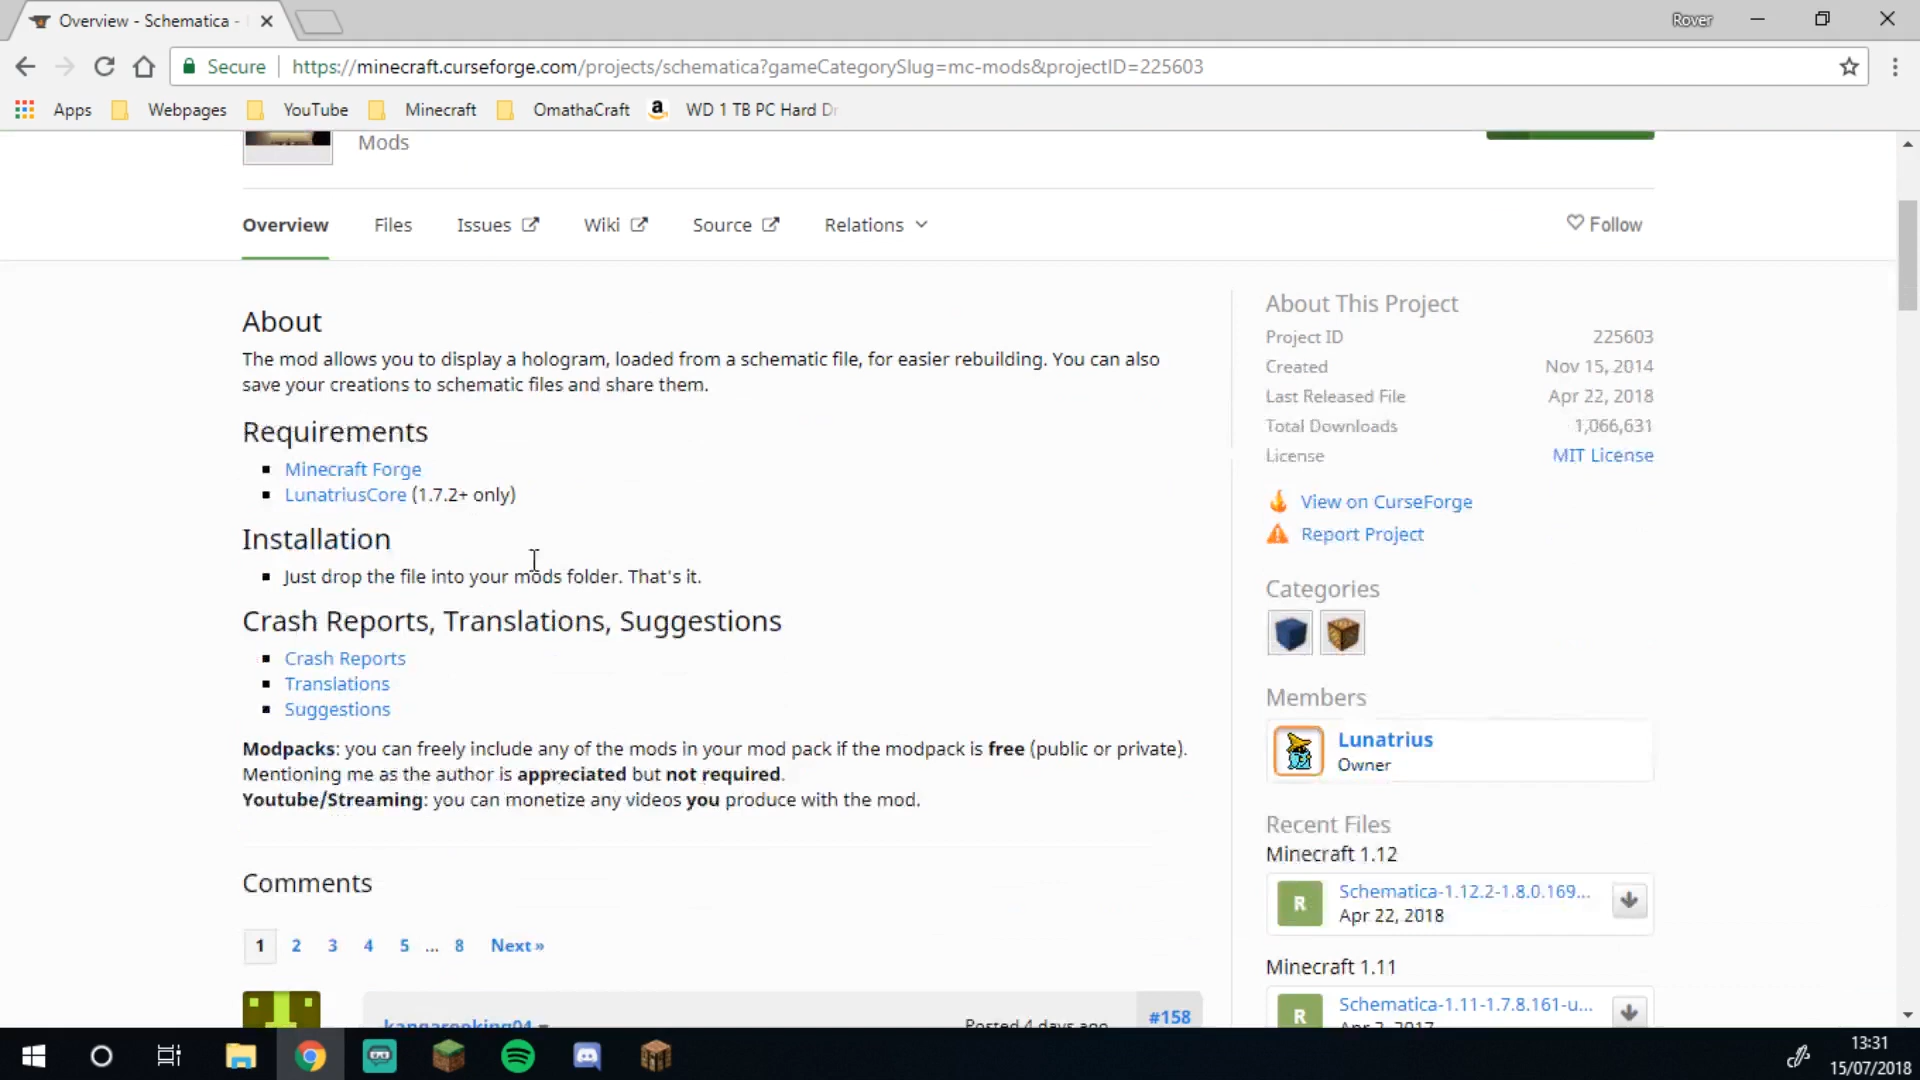 Overview - Schematica -
Rover
Secure https://minecraft.curseforge.com/projects/schematica?gameCategorySlug=mc-mods&projectID=225603
Apps Webpages YouTube Minecraft OmathaCraft WD 1 TB PC Hard Dr
Mods
Overview Files Issues Wiki Source Relations Follow
About
The mod allows you to display a hologram, loaded from a schematic file, for easier rebuilding. You can also
save your creations to schematic files and share them.
Requirements
Minecraft Forge
LunatriusCore (1.7.2+ only)
Installation
Just drop the file into your mods folder. That's it.
Crash Reports, Translations, Suggestions
Crash Reports
Translations
Suggestions
Modpacks: you can freely include any of the mods in your mod pack if the modpack is free (public or private).
Mentioning me as the author is appreciated but not required.
Youtube/Streaming: you can monetize any videos you produce with the mod.
Comments
1 2 3 4 5 ... 8 Next »
kangarooking04
Posted 4 days ago
#158
About This Project
Project ID 225603
Created Nov 15, 2014
Last Released File Apr 22, 2018
Total Downloads 1,066,631
License MIT License
View on CurseForge
Report Project
Categories
Members
Lunatrius
Owner
Recent Files
Minecraft 1.12
R Schematica-1.12.2-1.8.0.169...
Apr 22, 2018
Minecraft 1.11
R Schematica-1.11-1.7.8.161-u...
Apr 2, 2017
13:31
15/07/2018